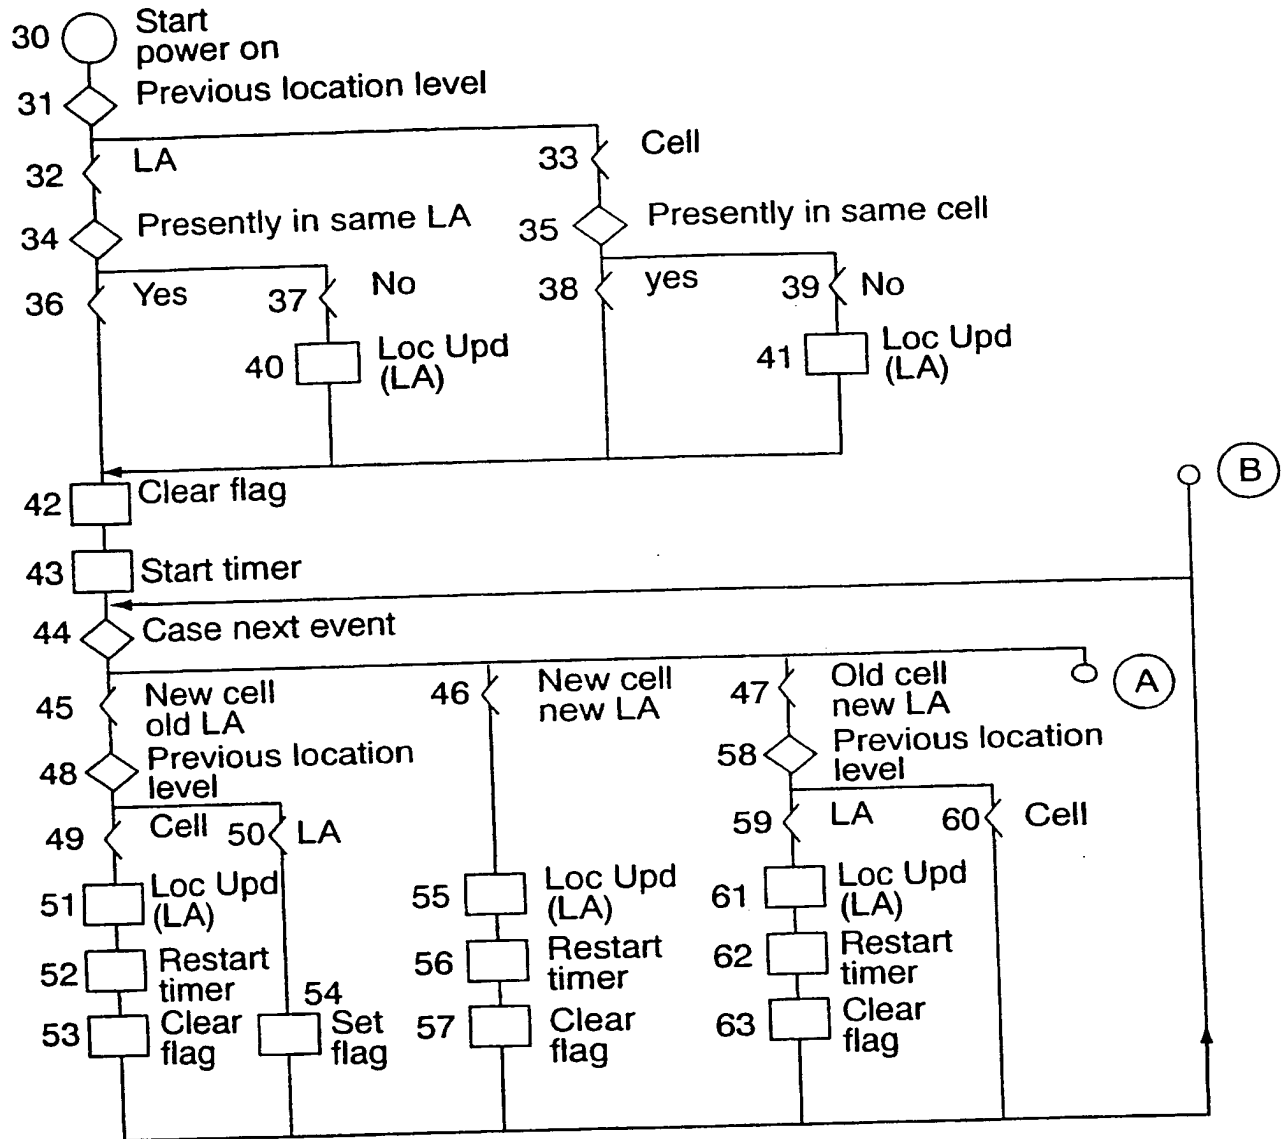 30 Start
power on
31 Previous location level
32 LA
33 Cell
34 Presently in same LA
35 Presently in same cell
36 Yes
37 No
38 yes
39 No
40 Loc Upd
(LA)
41 Loc Upd
(LA)
42 Clear flag
B
43 Start timer
44 Case next event
45 New cell
old LA
46 New cell
new LA
47 Old cell
new LA
A
48 Previous location
level
58 Previous location
level
49 Cell
50 LA
59 LA
60 Cell
51 Loc Upd
(LA)
55 Loc Upd
(LA)
61 Loc Upd
(LA)
52 Restart
timer
56 Restart
timer
62 Restart
timer
53 Clear
flag
54 Set
flag
57 Clear
flag
63 Clear
flag